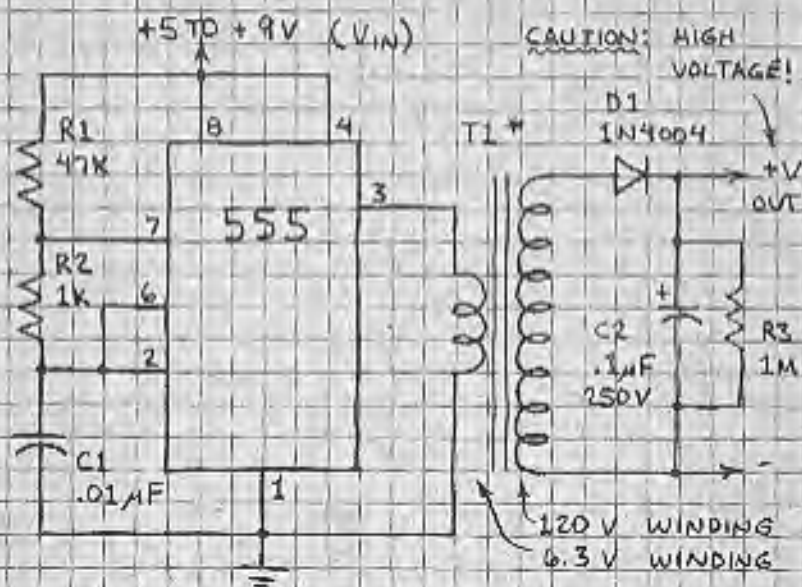 +5 TO +9V (VIN)
CAUTION: HIGH
VOLTAGE!
R1
47K
8
4
T1 *
D1
1N4004
+V
OUT
3
7
555
R2
1K
6
2
+
C2
.1µF
250V
R3
1M
C1
.01µF
1
-
120 V WINDING
6.3 V WINDING